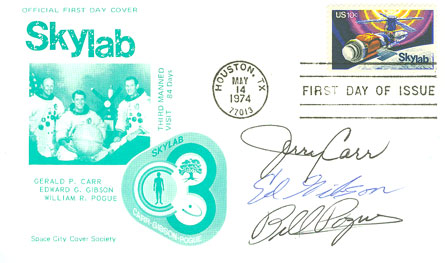 OFFICIAL FIRST DAY COVER
Skylab
THIRD MANNED
VISIT 84 Days
GERALD P. CARR
EDWARD G. GIBSON
WILLIAM R. POGUE
SKYLAB
CARR·GIBSON·POGUE
Space City Cover Society
HOUSTON, TX
MAY
14
1974
77013
US 10c
Skylab
FIRST DAY OF ISSUE
Jerry Carr
Ed Gibson
Bill Pogue